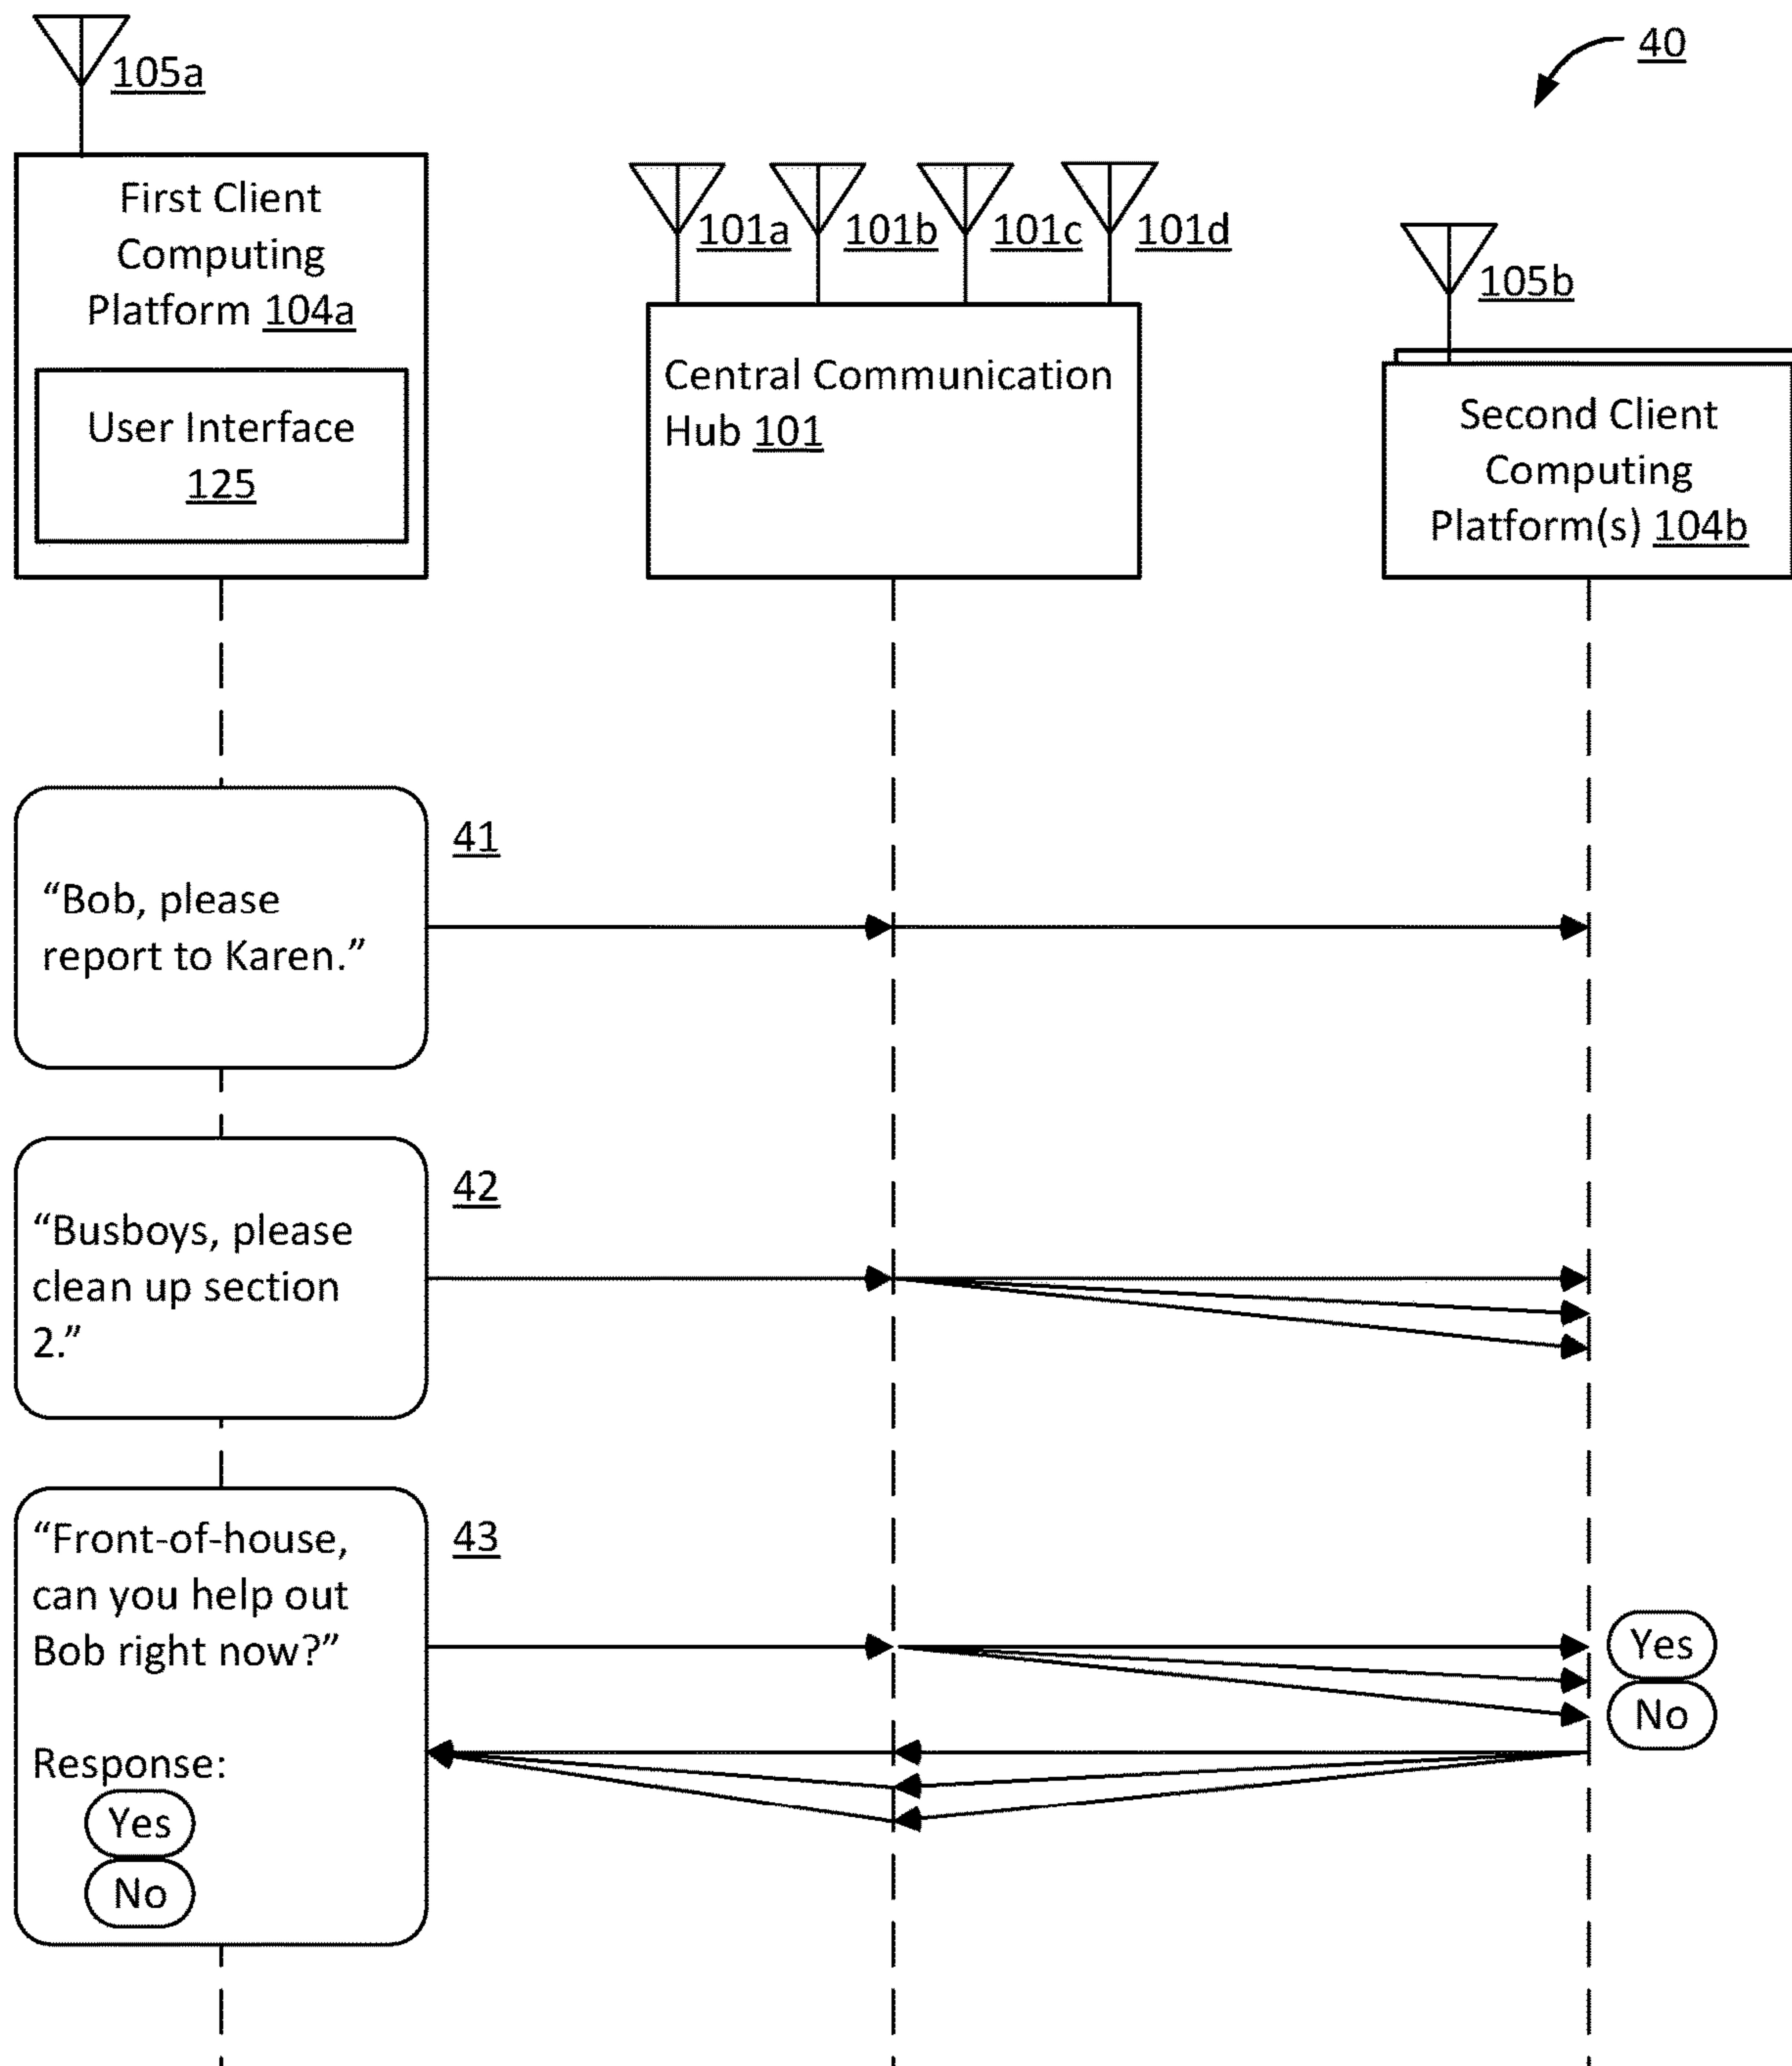 105a
40
First Client
Computing
Platform 104a
User Interface
125
101a
101b
101c
101d
Central Communication
Hub 101
105b
Second Client
Computing
Platform(s) 104b
41
“Bob, please
report to Karen.”
42
“Busboys, please
clean up section
2.”
43
“Front-of-house,
can you help out
Bob right now?”
Yes
No
Response:
Yes
No